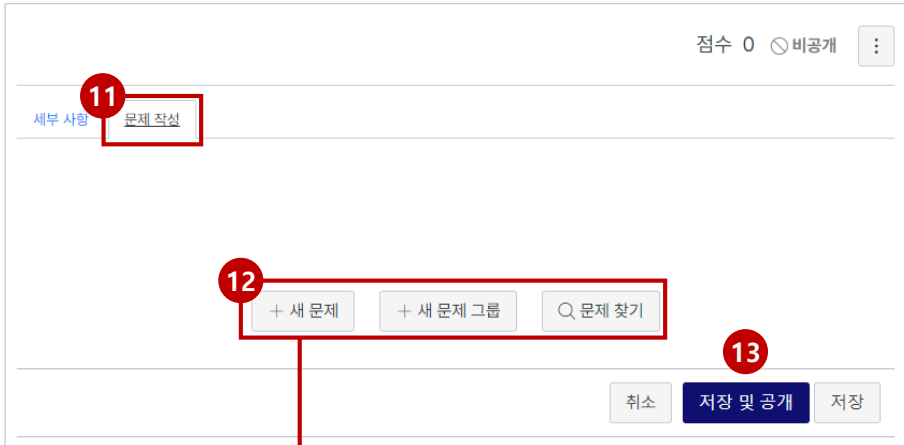 점수 0 비공개
11
세부 사항 문제 작성
12
+ 새 문제 + 새 문제 그룹 문제 찾기
13
취소 저장 및 공개 저장